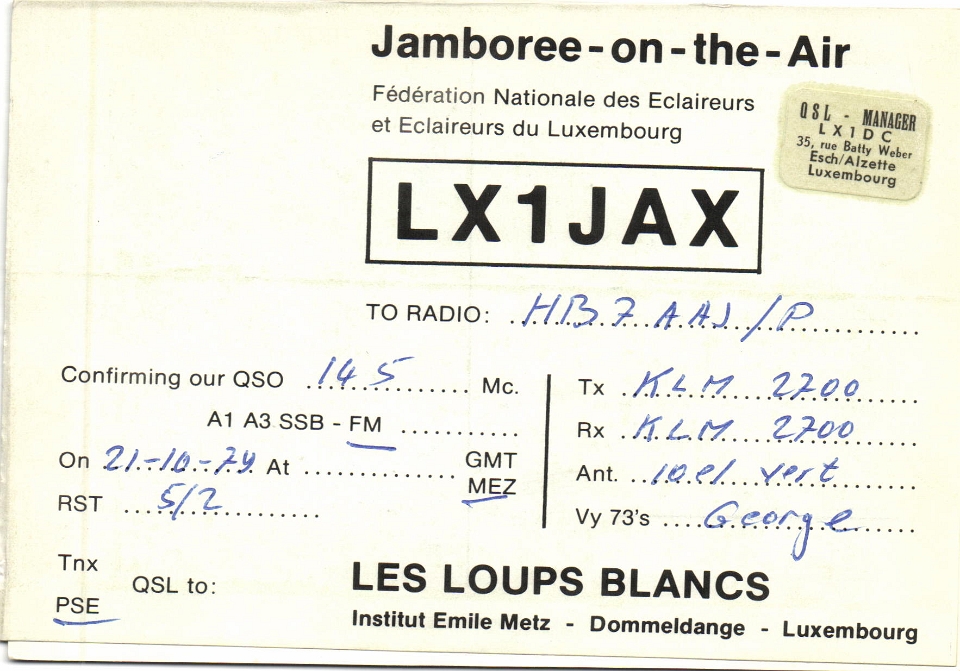 Jamboree-on-the-Air
Fédération Nationale des Eclaireurs
et Eclaireurs du Luxembourg
QSL - MANAGER
LX1DC
35, rue Batty Weber
Esch/Alzette
Luxembourg
LX1JAX
TO RADIO: HB7AAJ/P
Confirming our QSO 145 Mc.
A1 A3 SSB - FM
On 21-10-79 At GMT
MEZ
RST 5/2
Tx KLM 2700
Rx KLM 2700
Ant. 10el vert
Vy 73's George
Tnx
PSE
QSL to:
LES LOUPS BLANCS
Institut Emile Metz - Dommeldange - Luxembourg